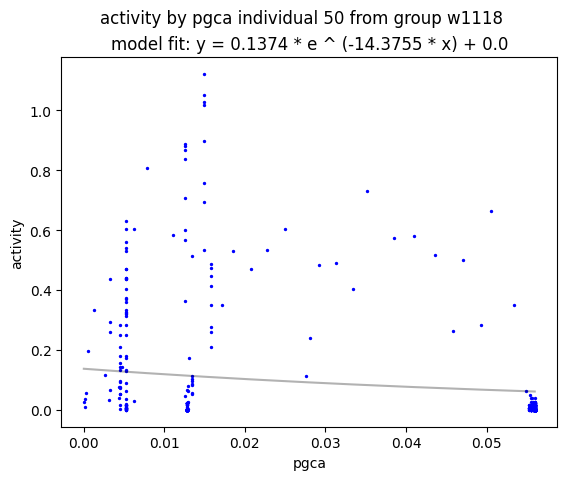 activity by pgca individual 50 from group w1118
model fit: y = 0.1374 * e ^ (-14.3755 * x) + 0.0
1.0
0.8
0.6
0.4
0.2
0.0
activity
0.00 0.01 0.02 0.03 0.04 0.05
pgca